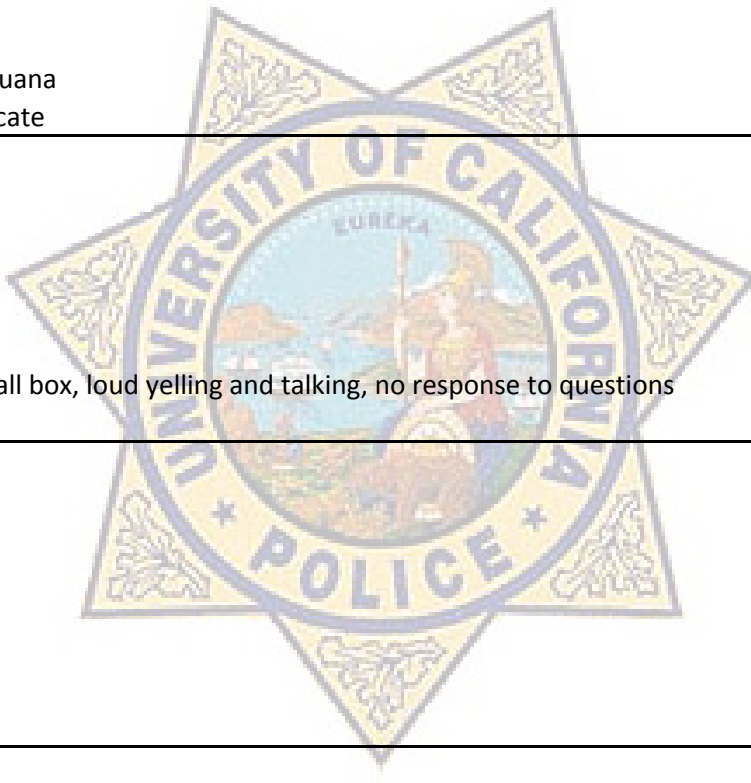 uana
cate
UNIVERSITY OF CALIFORNIA
EUREKA
all box, loud yelling and talking, no response to questions
POLICE